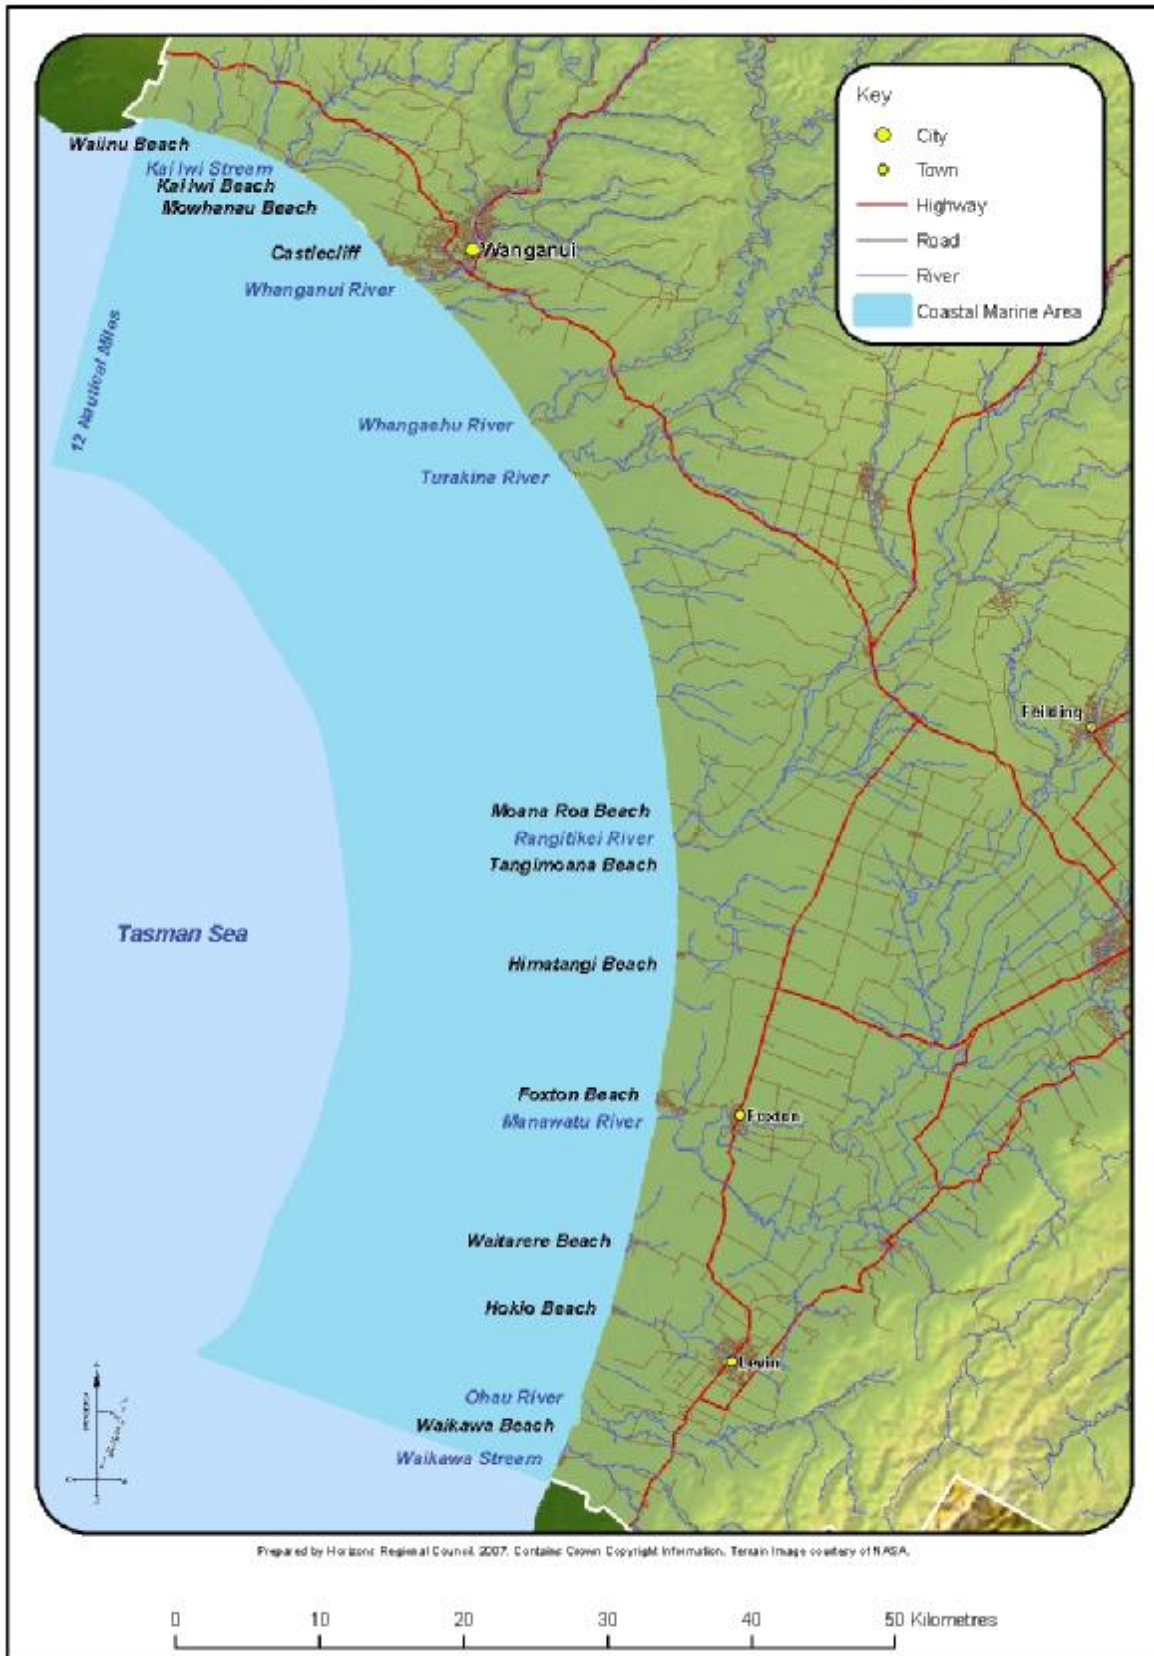 Key
City
Town
Highway
Road
River
Coastal Marine Area
Waiinu Beach
Kai Iwi Stream
Kai Iwi Beach
Mowhanau Beach
Castlecliff
Wanganui
Whanganui River
12 Nautical Miles
Whangaehu River
Turakina River
Feilding
Moana Roa Beach
Rangitikei River
Tangimoana Beach
Tasman Sea
Himatangi Beach
Foxton Beach
Manawatu River
Foxton
Waitarere Beach
Hokio Beach
Levin
Ohau River
Waikawa Beach
Waikawa Stream
Prepared by Horizons Regional Council. 2007. Contains Crown Copyright Information. Terrain Image courtesy of NASA.
0 10 20 30 40 50 Kilometres